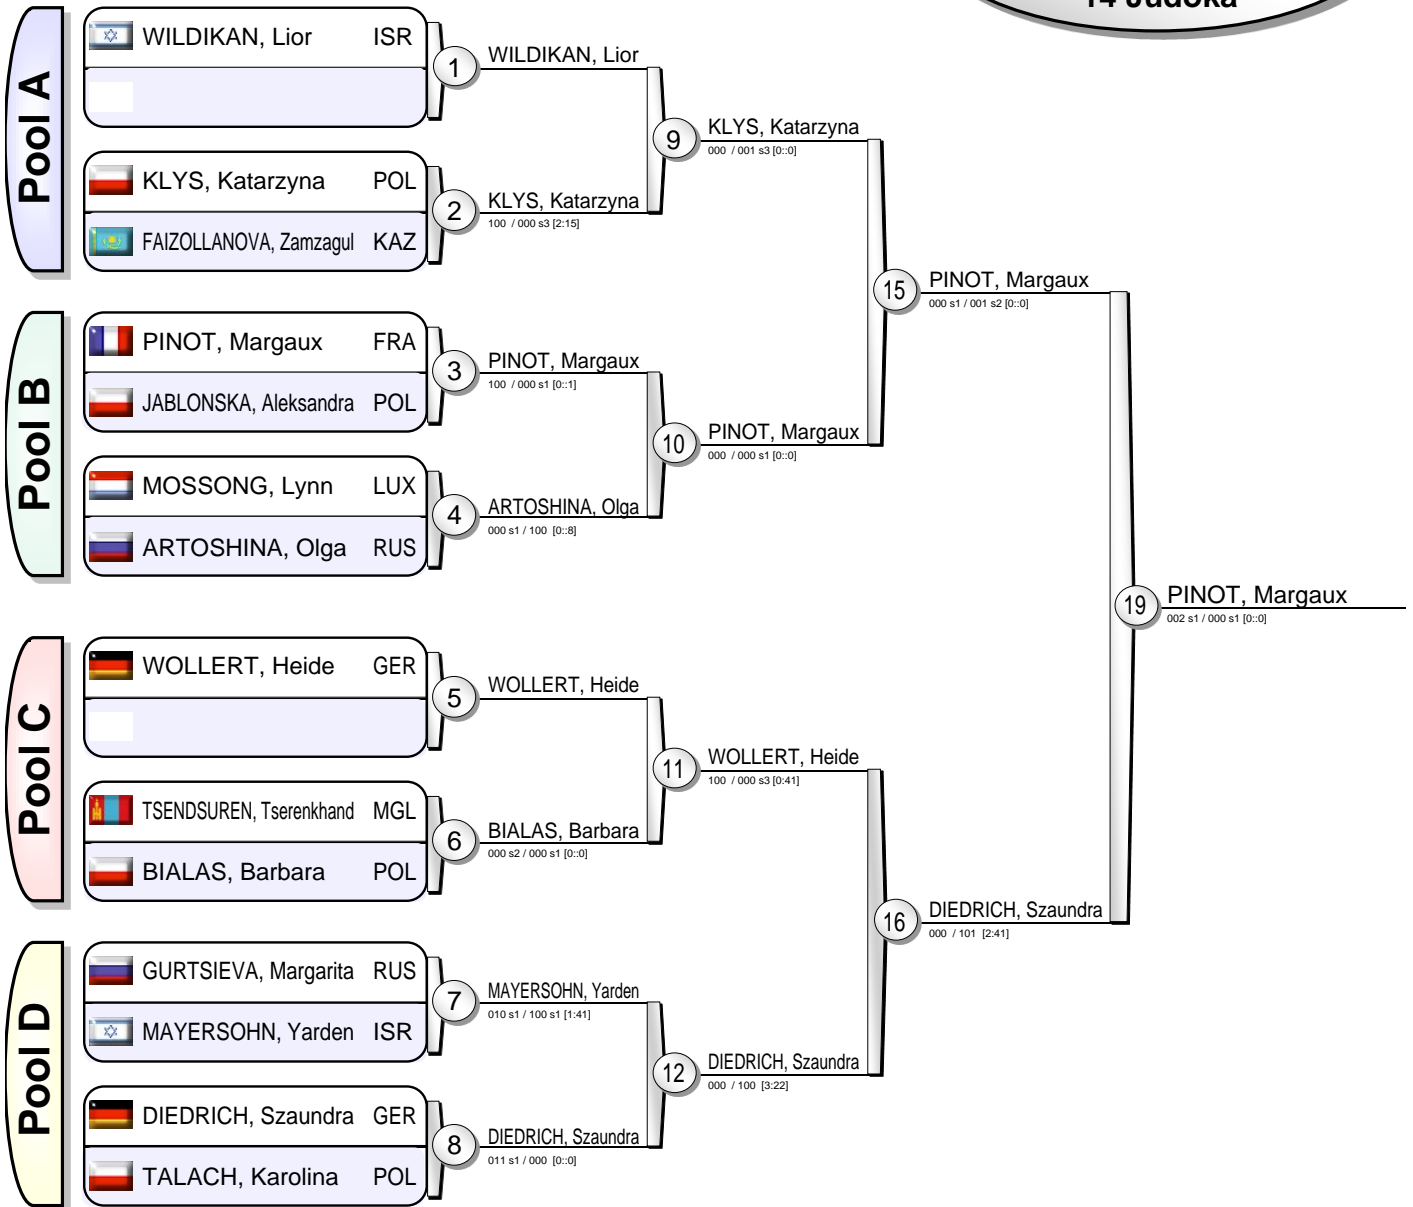 14 Judoka
Pool A
WILDIKAN, Lior ISR
KLYS, Katarzyna POL
FAIZOLLANOVA, Zamzagul KAZ
Pool B
PINOT, Margaux FRA
JABLONSKA, Aleksandra POL
MOSSONG, Lynn LUX
ARTOSHINA, Olga RUS
Pool C
WOLLERT, Heide GER
TSENDSUREN, Tserenkhand MGL
BIALAS, Barbara POL
Pool D
GURTSIEVA, Margarita RUS
MAYERSOHN, Yarden ISR
DIEDRICH, Szaundra GER
TALACH, Karolina POL
1
WILDIKAN, Lior
2
KLYS, Katarzyna
100 / 000 s3 [2:15]
3
PINOT, Margaux
100 / 000 s1 [0::1]
4
ARTOSHINA, Olga
000 s1 / 100 [0::8]
5
WOLLERT, Heide
6
BIALAS, Barbara
000 s2 / 000 s1 [0::0]
7
MAYERSOHN, Yarden
010 s1 / 100 s1 [1:41]
8
DIEDRICH, Szaundra
011 s1 / 000 [0::0]
9
KLYS, Katarzyna
000 / 001 s3 [0::0]
10
PINOT, Margaux
000 / 000 s1 [0::0]
11
WOLLERT, Heide
100 / 000 s3 [0:41]
12
DIEDRICH, Szaundra
000 / 100 [3:22]
15
PINOT, Margaux
000 s1 / 001 s2 [0::0]
16
DIEDRICH, Szaundra
000 / 101 [2:41]
19
PINOT, Margaux
002 s1 / 000 s1 [0::0]